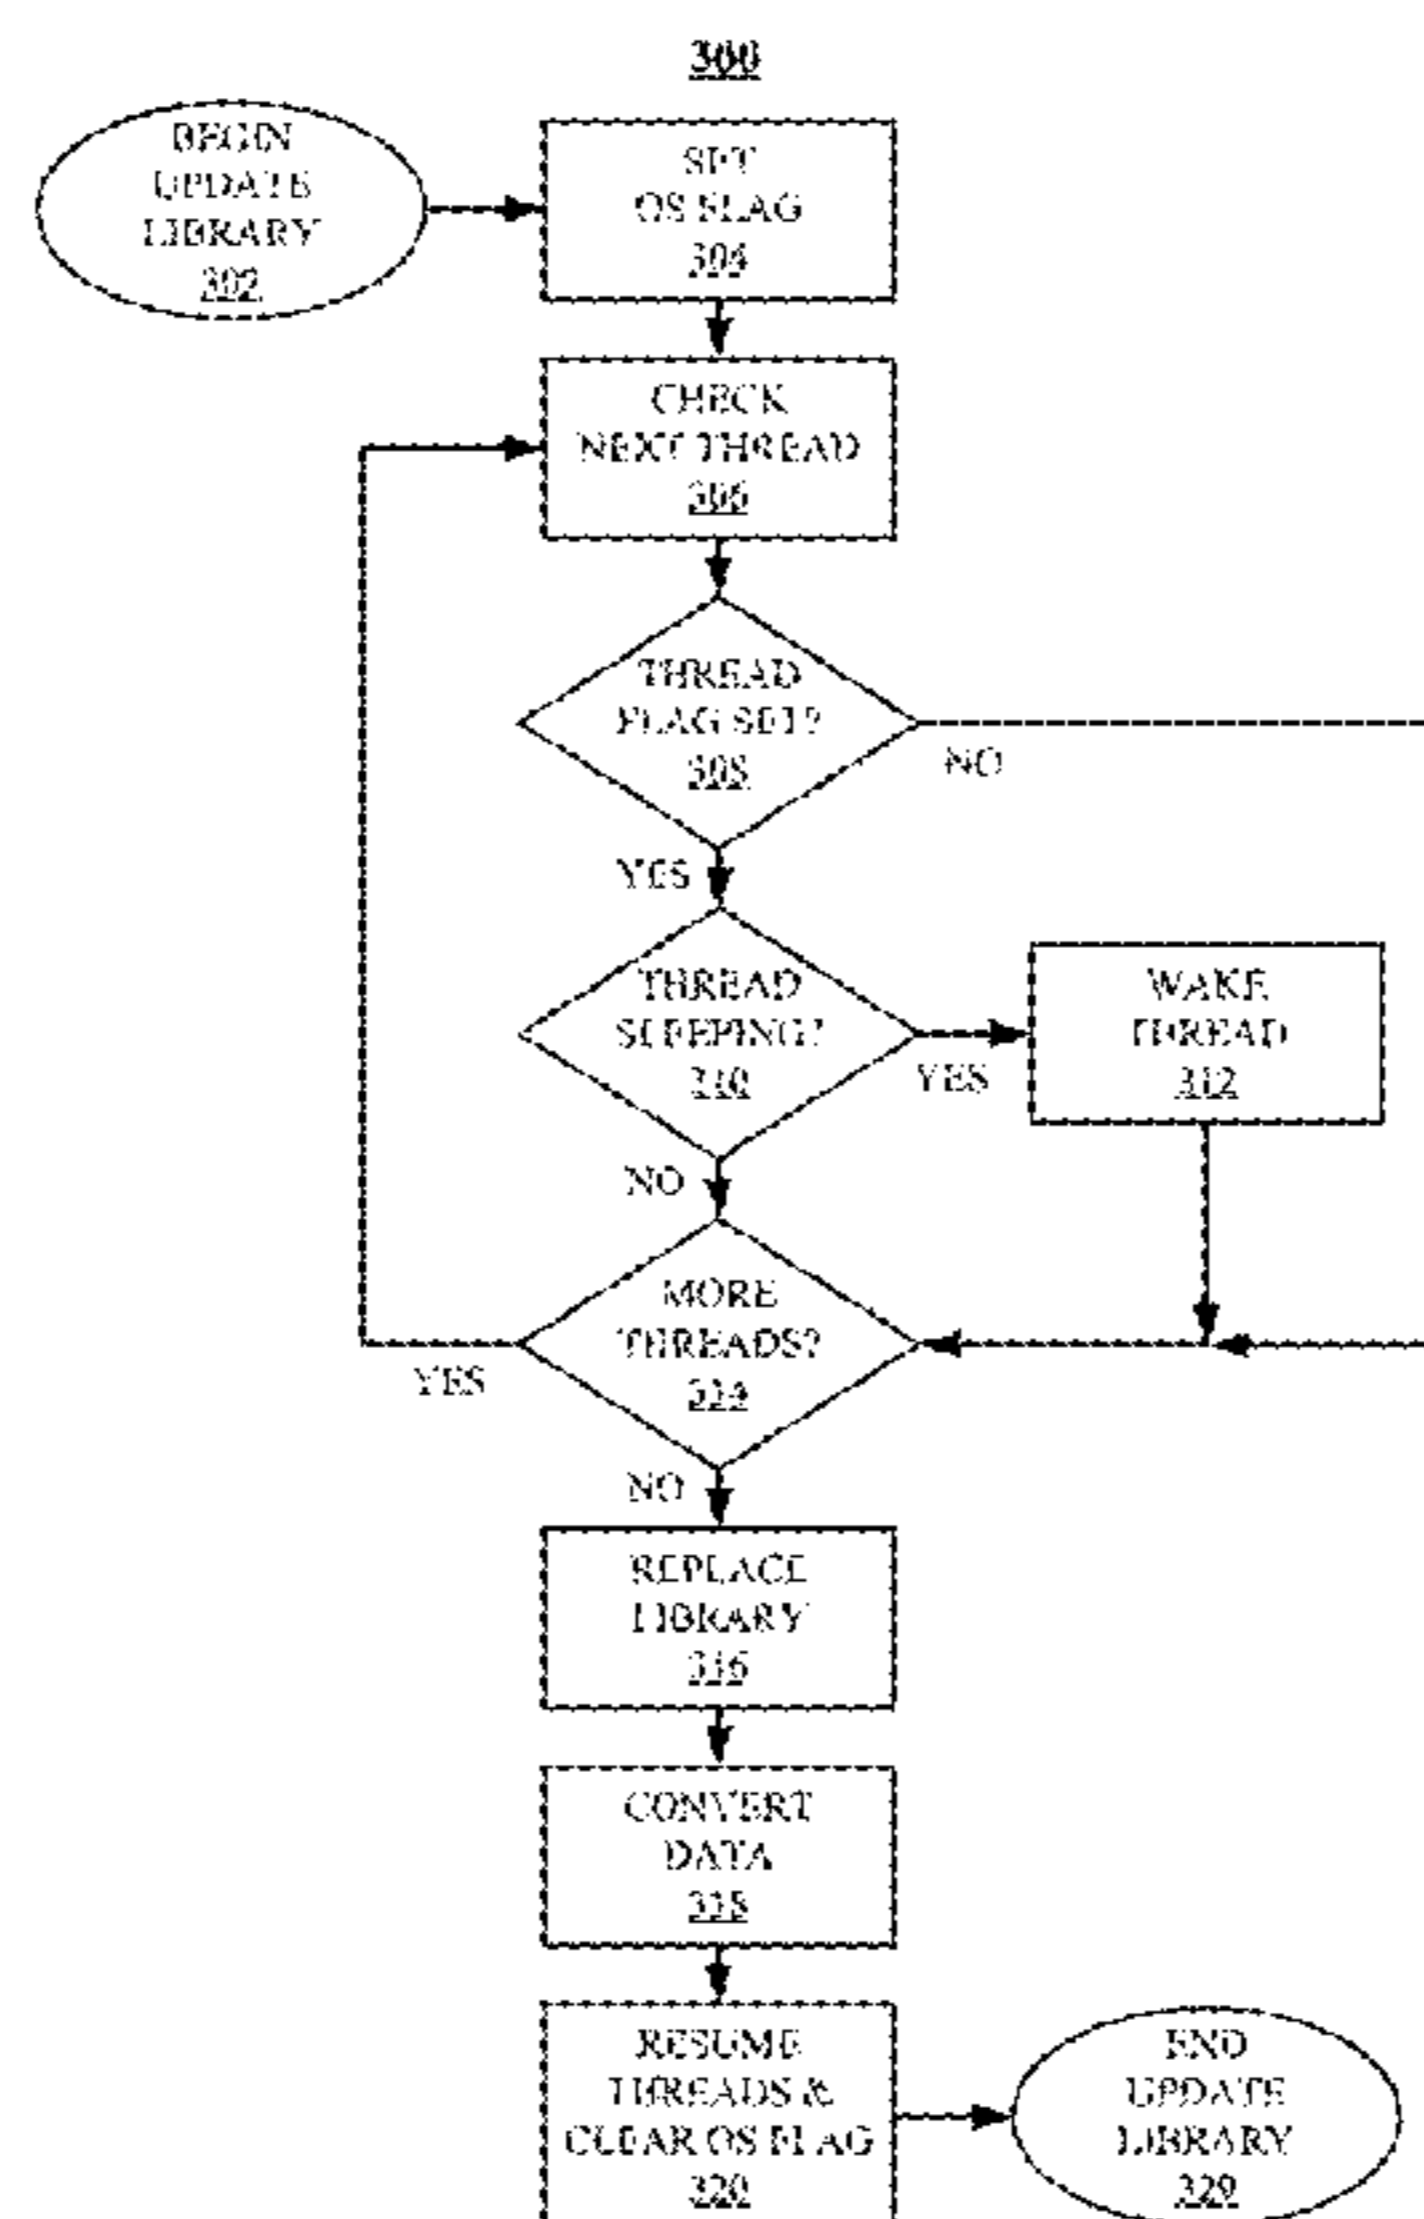 300
BEGIN
UPDATE
LIBRARY
302
SET
OS FLAG
304
CHECK
NEXT THREAD
306
THREAD
FLAG SET?
308
NO
YES
THREAD
SLEEPING?
310
YES
WAKE
THREAD
312
NO
MORE
THREADS?
314
YES
NO
REPLACE
LIBRARY
316
CONVERT
DATA
318
RESUME
THREADS &
CLEAR OS FLAG
320
END
UPDATE
LIBRARY
329